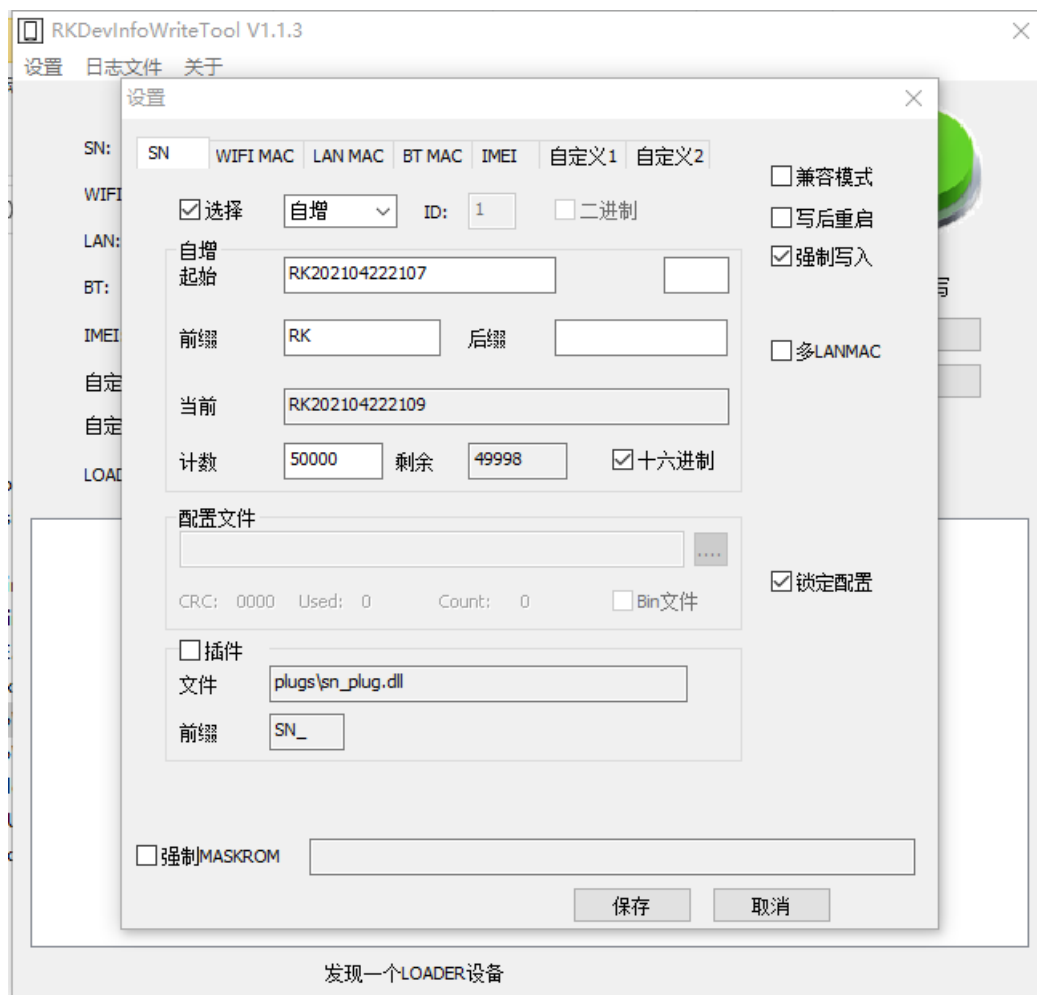 RKDevInfoWriteTool V1.1.3
设置 日志文件 关于
设置
SN WIFI MAC LAN MAC BT MAC IMEI 自定义1 自定义2
SN:
WIFI
LAN:
BT:
IMEI
自定
自定
LOAD
选择 自增 ID: 1 二进制
自增
起始 RK202104222107
前缀 RK 后缀
当前 RK202104222109
计数 50000 剩余 49998 十六进制
配置文件
....
CRC: 0000 Used: 0 Count: 0 Bin文件
插件
文件 plugs\sn_plug.dll
前缀 SN_
兼容模式
写后重启
强制写入
写
多LANMAC
锁定配置
强制MASKROM
保存 取消
发现一个LOADER设备